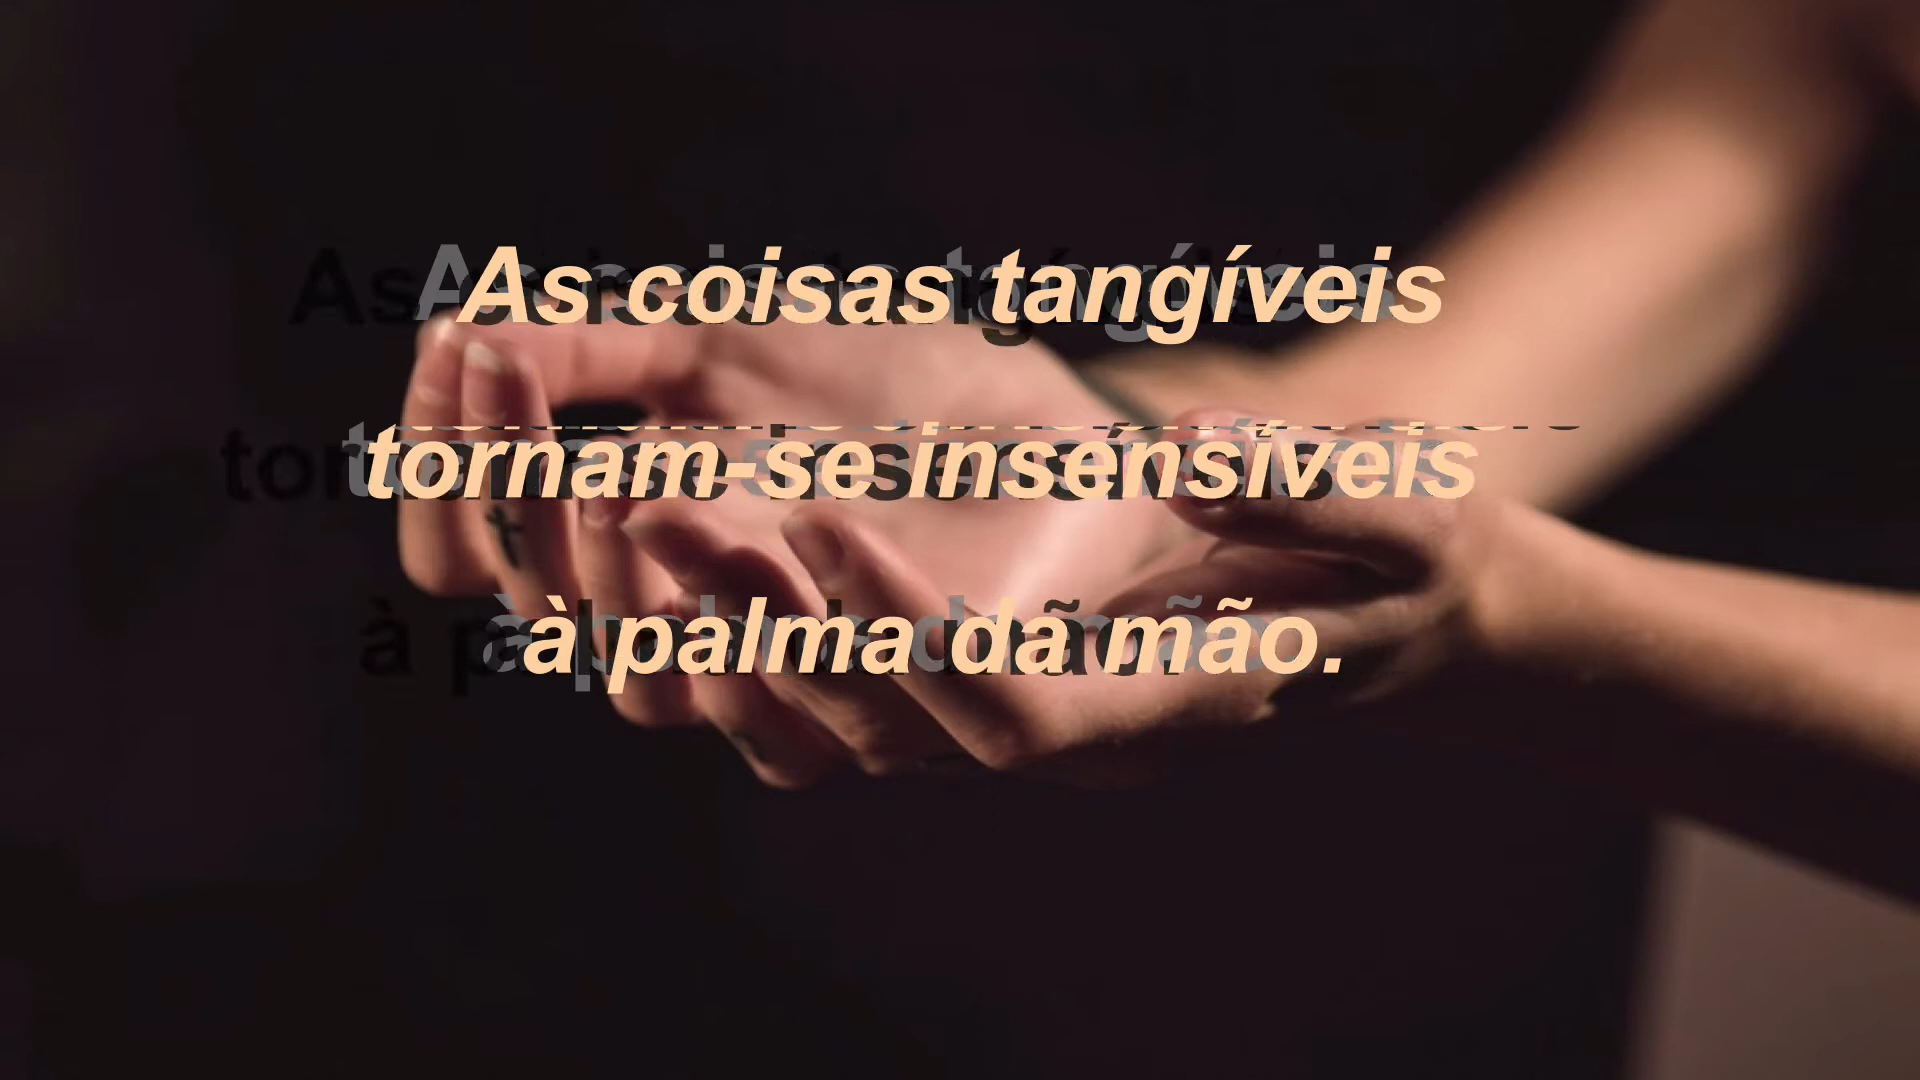 As coisas tangíveis
tornam-se insensíveis
à palma da mão.